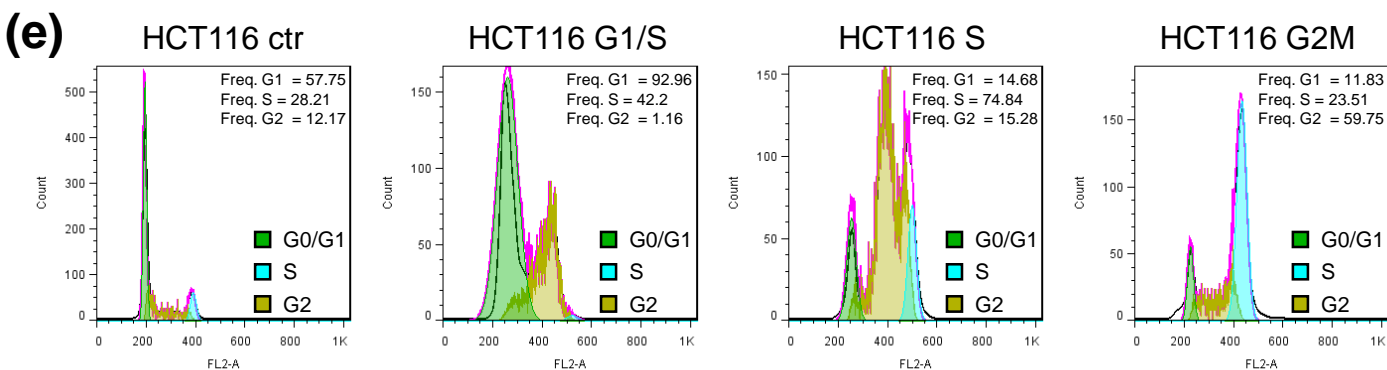 (e)
HCT116 ctr
Freq. G1 = 57.75
Freq. S = 28.21
Freq. G2 = 12.17
500
400
300
200
100
0
Count
G0/G1
S
G2
0 200 400 600 800 1K
FL2-A
HCT116 G1/S
Freq. G1 = 92.96
Freq. S = 42.2
Freq. G2 = 1.16
150
100
50
0
Count
G0/G1
S
G2
0 200 400 600 800 1K
FL2-A
HCT116 S
Freq. G1 = 14.68
Freq. S = 74.84
Freq. G2 = 15.28
150
100
50
0
Count
G0/G1
S
G2
0 200 400 600 800 1K
FL2-A
HCT116 G2M
Freq. G1 = 11.83
Freq. S = 23.51
Freq. G2 = 59.75
150
100
50
0
Count
G0/G1
S
G2
0 200 400 600 800 1K
FL2-A